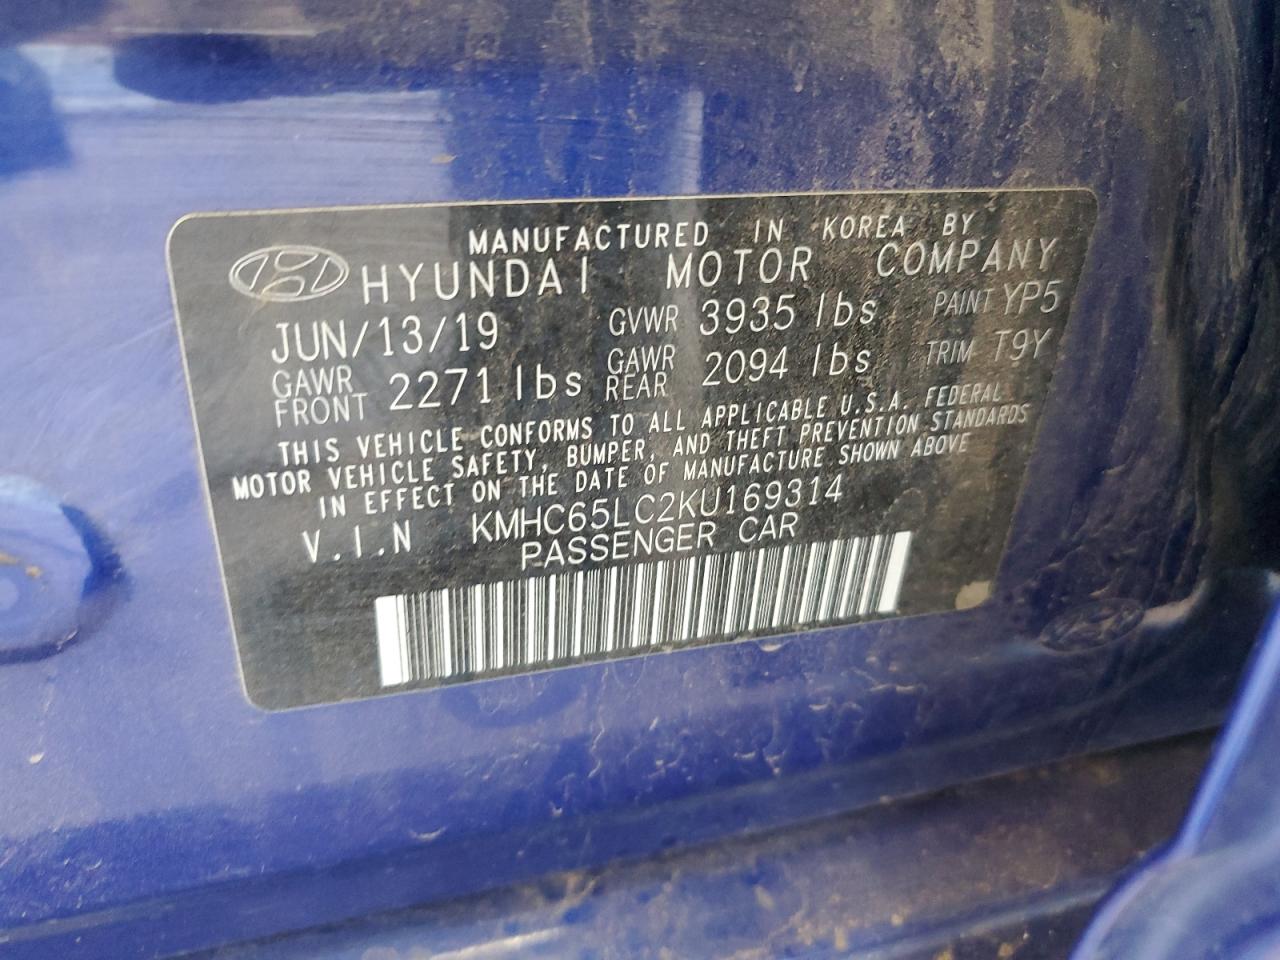 MANUFACTURED IN KOREA BY
HYUNDAI MOTOR COMPANY
JUN/13/19 GVWR 3935 lbs PAINT YP5
GAWR FRONT 2271 lbs GAWR REAR 2094 lbs TRIM T9Y
THIS VEHICLE CONFORMS TO ALL APPLICABLE U.S.A. FEDERAL
MOTOR VEHICLE SAFETY, BUMPER, AND THEFT PREVENTION STANDARDS
IN EFFECT ON THE DATE OF MANUFACTURE SHOWN ABOVE
V.I.N KMHC65LC2KU169314
PASSENGER CAR